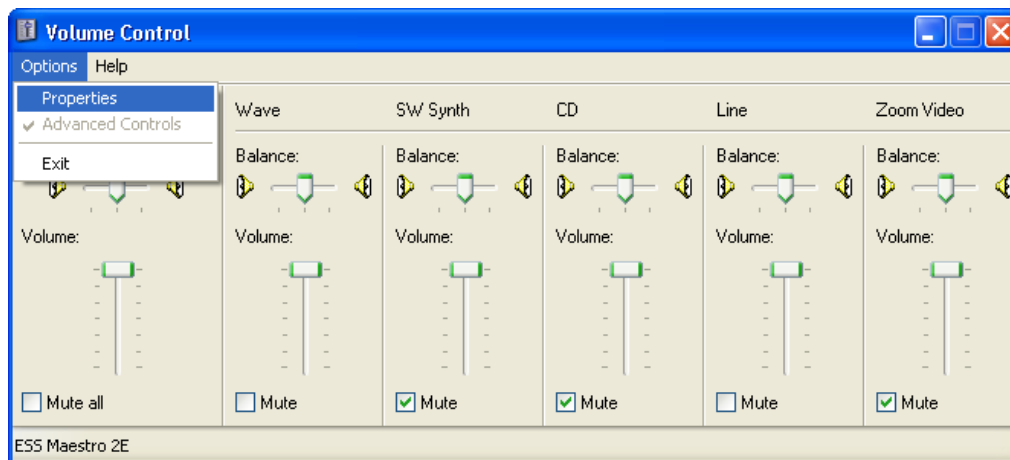 Volume Control
Options Help
Properties
Advanced Controls
Exit
Wave SW Synth CD Line Zoom Video
Balance: Balance: Balance: Balance: Balance:
Volume: Volume: Volume: Volume: Volume: Volume:
Mute all Mute Mute Mute Mute Mute
ESS Maestro 2E